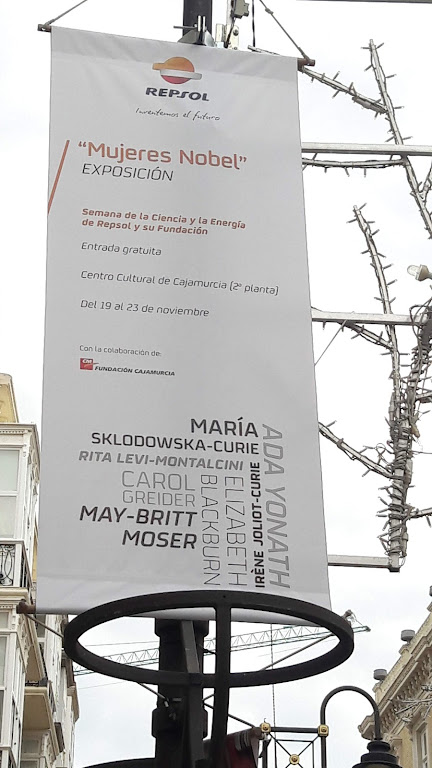 REPSOL
Inventemos el futuro
"Mujeres Nobel"
EXPOSICIÓN
Semana de la Ciencia y la Energía
de Repsol y su Fundación
Entrada gratuita
Centro Cultural de Cajamurcia (2ª planta)
Del 19 al 23 de noviembre
Con la colaboración de:
CM FUNDACIÓN CAJAMURCIA
MARÍA
SKLODOWSKA-CURIE
RITA LEVI-MONTALCINI
CAROL
GREIDER
MAY-BRITT
MOSER
ELIZABETH
BLACKBURN
IRÈNE JOLIOT-CURIE
ADA YONATH